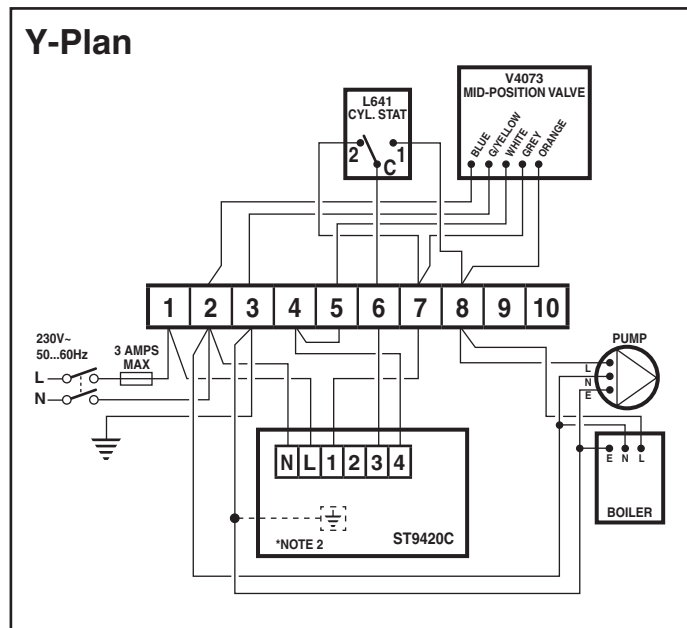 Y-Plan
L641
CYL. STAT
2
1
C
V4073
MID-POSITION VALVE
BLUE
G/YELLOW
WHITE
GREY
ORANGE
1 2 3 4 5 6 7 8 9 10
230V~
50...60Hz
3 AMPS
MAX
L
N
PUMP
L
N
E
N L 1 2 3 4
E N L
BOILER
*NOTE 2
ST9420C